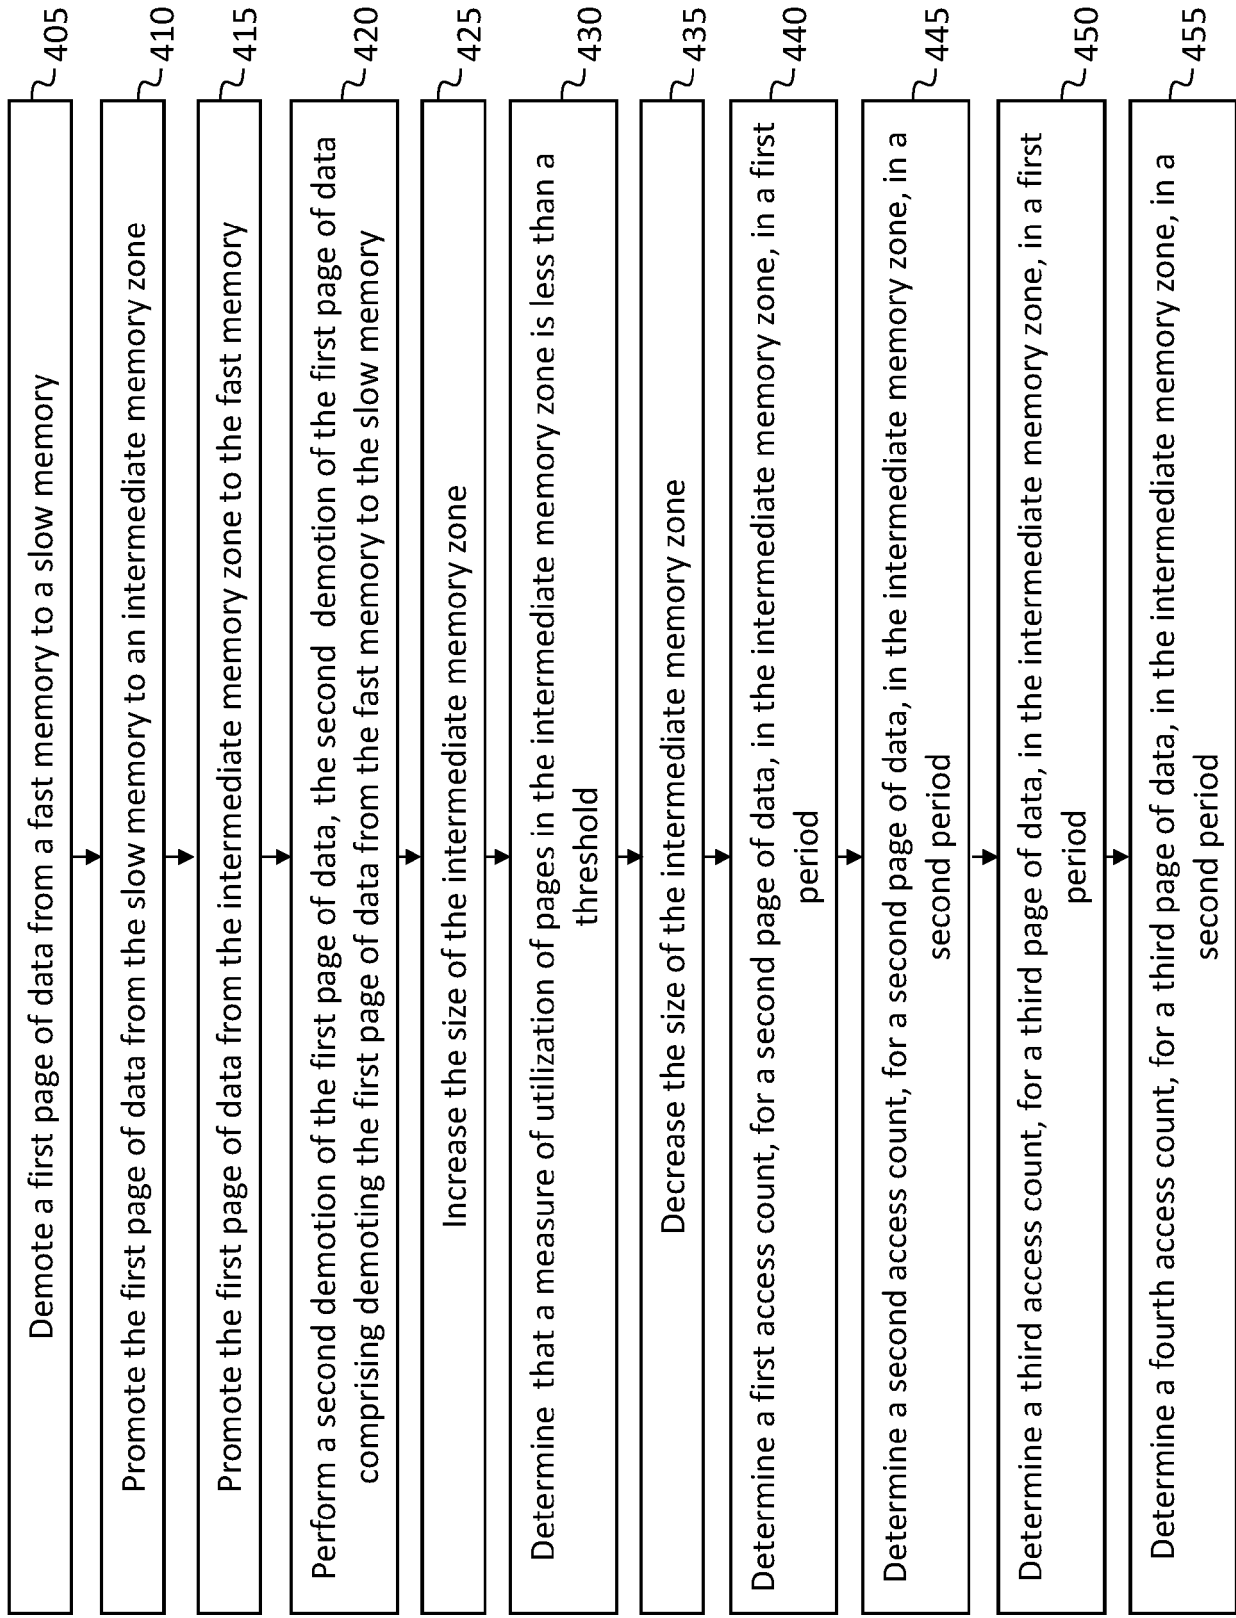 Demote a first page of data from a fast memory to a slow memory
405
Promote the first page of data from the slow memory to an intermediate memory zone
410
Promote the first page of data from the intermediate memory zone to the fast memory
415
Perform a second demotion of the first page of data, the second demotion of the first page of data
comprising demoting the first page of data from the fast memory to the slow memory
420
Increase the size of the intermediate memory zone
425
Determine that a measure of utilization of pages in the intermediate memory zone is less than a
threshold
430
Decrease the size of the intermediate memory zone
435
Determine a first access count, for a second page of data, in the intermediate memory zone, in a first
period
440
Determine a second access count, for a second page of data, in the intermediate memory zone, in a
second period
445
Determine a third access count, for a third page of data, in the intermediate memory zone, in a first
period
450
Determine a fourth access count, for a third page of data, in the intermediate memory zone, in a
second period
455